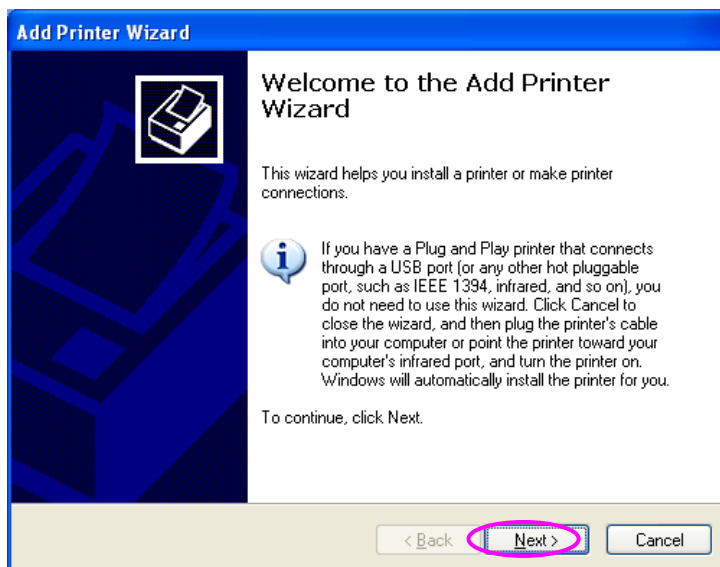 Add Printer Wizard
Welcome to the Add Printer
Wizard
This wizard helps you install a printer or make printer
connections.
If you have a Plug and Play printer that connects
through a USB port (or any other hot pluggable
port, such as IEEE 1394, infrared, and so on), you
do not need to use this wizard. Click Cancel to
close the wizard, and then plug the printer's cable
into your computer or point the printer toward your
computer's infrared port, and turn the printer on.
Windows will automatically install the printer for you.
To continue, click Next.
< Back Next > Cancel